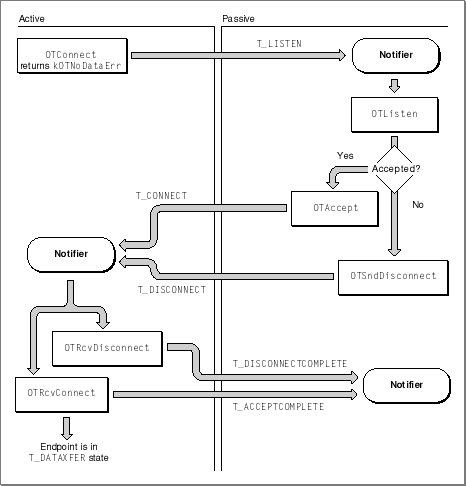 Active
Passive
OTConnect
returns kOTNoDataErr
T_LISTEN
Notifier
OTListen
Accepted?
Yes
No
T_CONNECT
OTAccept
Notifier
OTSndDisconnect
T_DISCONNECT
OTRcvDisconnect
T_DISCONNECTCOMPLETE
Notifier
OTRcvConnect
T_ACCEPTCOMPLETE
Endpoint is in
T_DATAXFER state